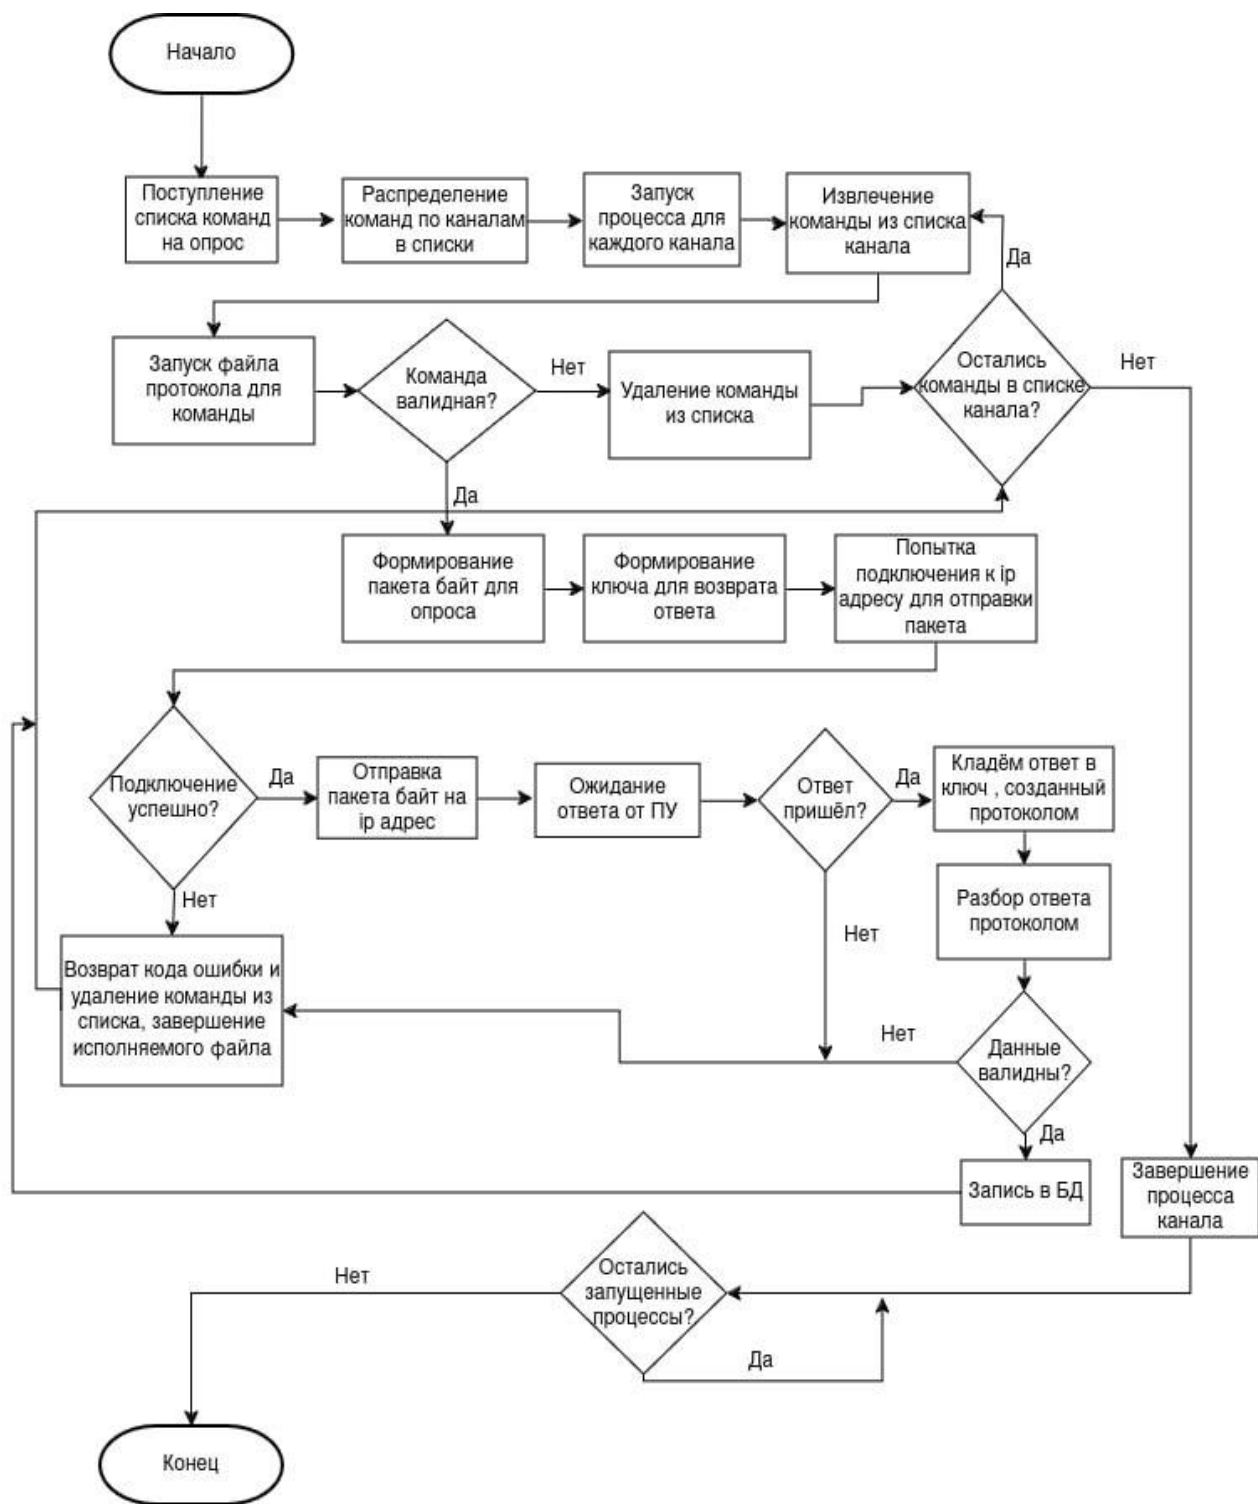 Начало
Поступление
списка команд
на опрос
Распределение
команд по каналам
в списки
Запуск
процесса для
каждого канала
Извлечение
команды из списка
канала
Да
Запуск файла
протокола для
команды
Команда
валидная?
Нет
Удаление команды
из списка
Остались
команды в списке
канала?
Нет
Да
Формирование
пакета байт для
опроса
Формирование
ключа для возврата
ответа
Попытка
подключения к ip
адресу для отправки
пакета
Подключение
успешно?
Да
Отправка
пакета байт на
ip адрес
Ожидание
ответа от ПУ
Ответ
пришёл?
Да
Кладём ответ в
ключ , созданный
протоколом
Нет
Разбор ответа
протоколом
Нет
Возврат кода ошибки и
удаление команды из
списка, завершение
исполняемого файла
Нет
Данные
валидны?
Да
Запись в БД
Завершение
процесса
канала
Остались
запущенные
процессы?
Нет
Да
Конец